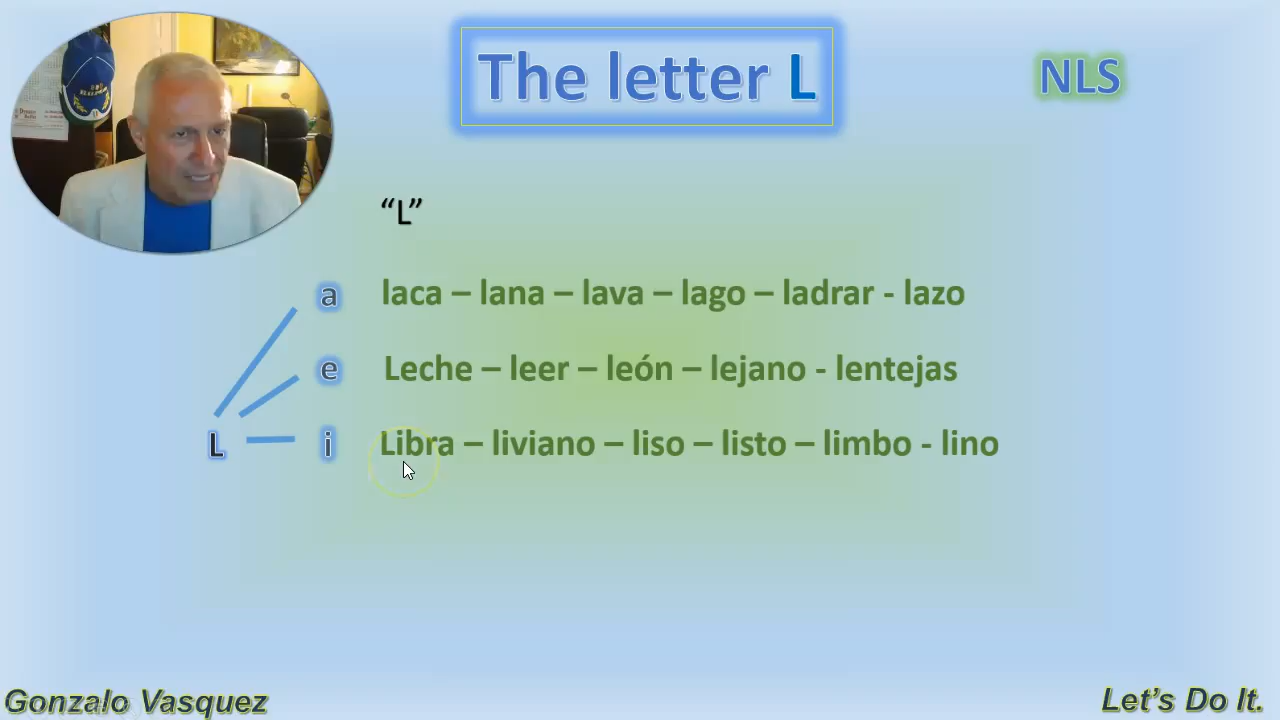 The letter L
NLS
“L”
a laca – lana – lava – lago – ladrar - lazo
e Leche – leer – león – lejano - lentejas
L i Libra – liviano – liso – listo – limbo - lino
Gonzalo Vasquez
Let’s Do It.